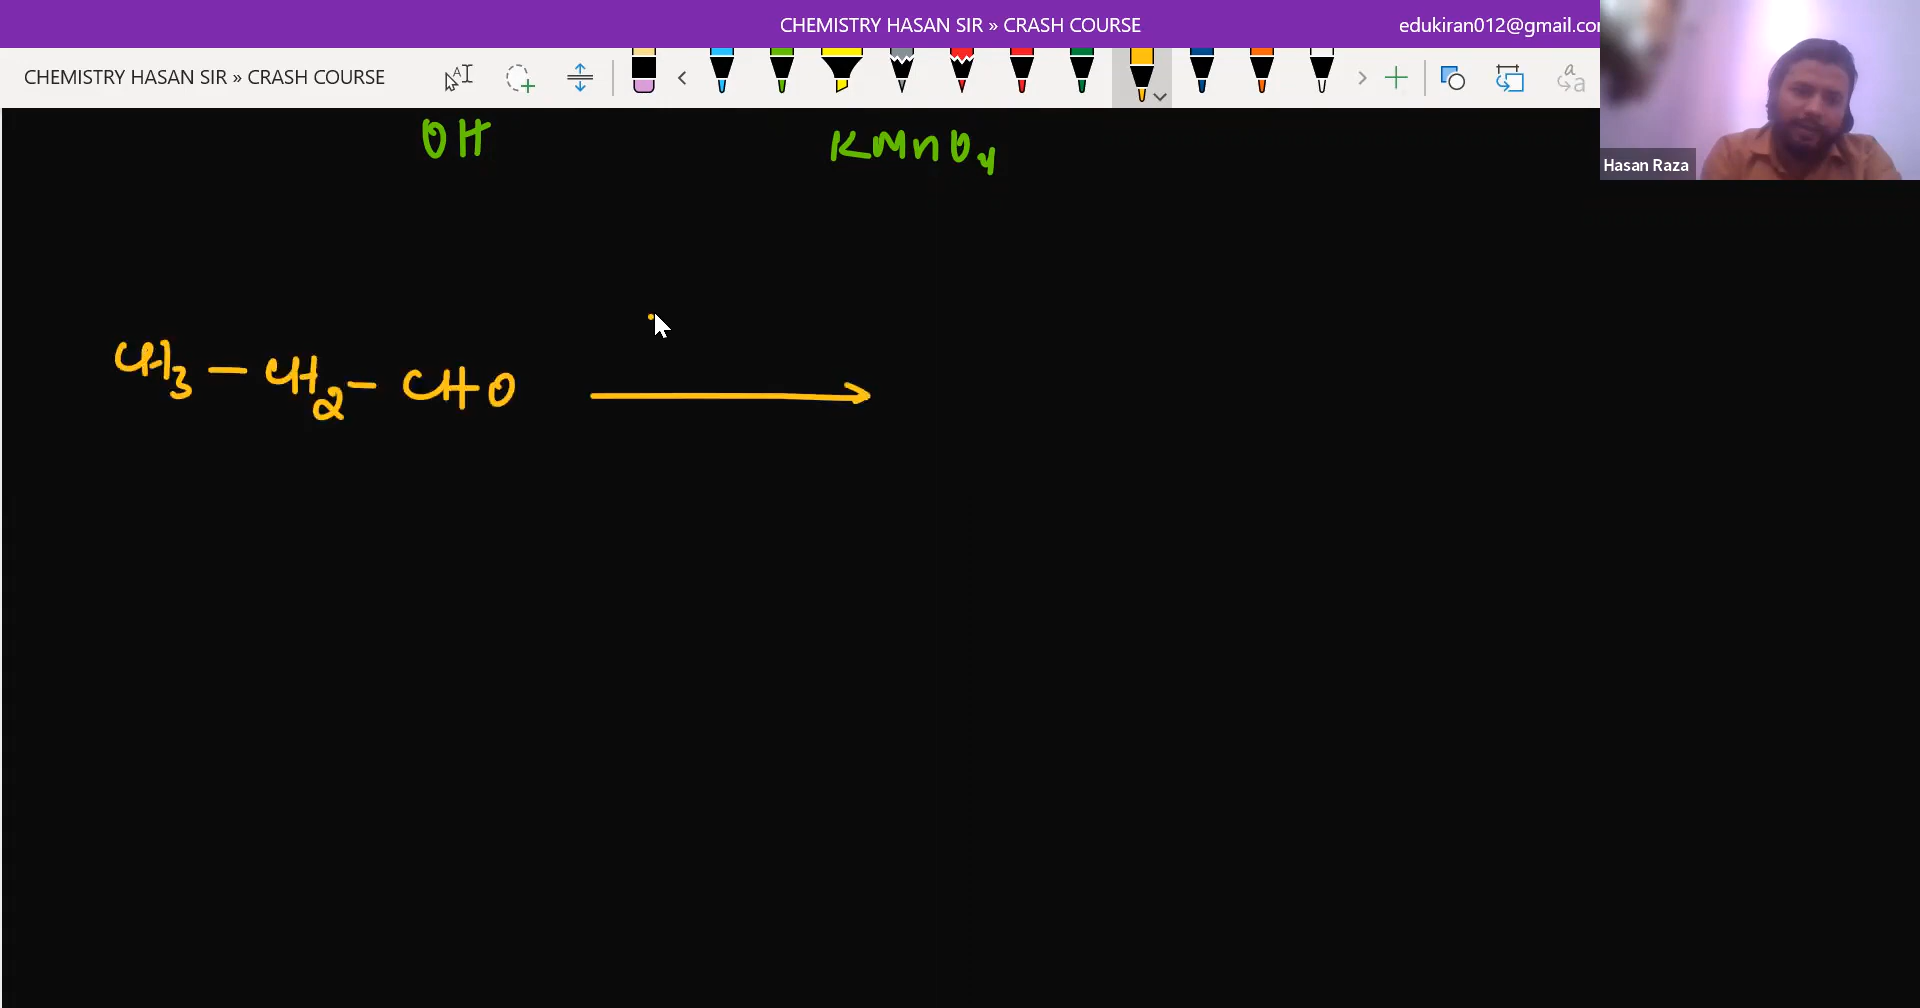 CHEMISTRY HASAN SIR » CRASH COURSE
edukiran012@gmail.co
CHEMISTRY HASAN SIR » CRASH COURSE
Hasan Raza
OH KMnO₄
CH₃ – CH₂ – CHO ⟶